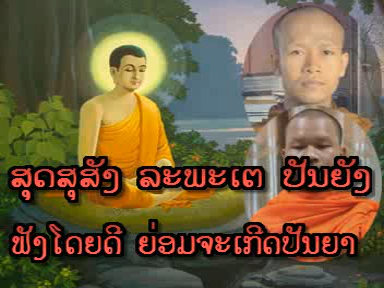 ສຸດສຸສັງ ລະພະເຕ ປັນຍັງ
ຟັງໂດຍດີ ຍ່ອມຈະເກີດປັນຍາ